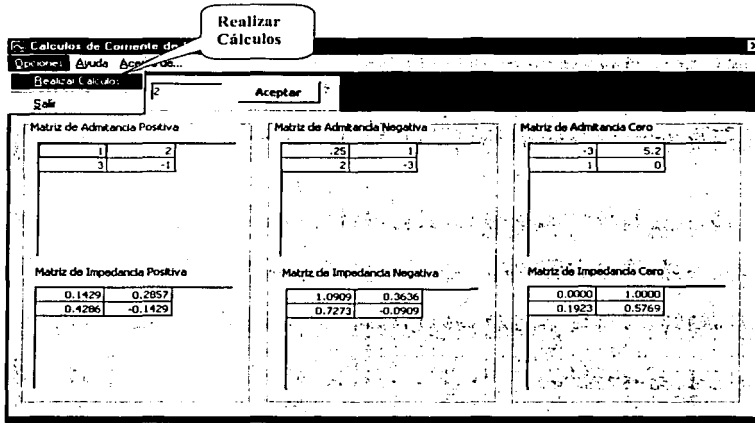 Realizar
Cálculos
Calculos de Corriente de
Opciones Ayuda Acerca de...
Realizar Calculos
Salir
2
Aceptar
Matriz de Admitancia Postiva
1 2
3 -1
Matriz de Admitancia Negativa
.25 1
2 -3
Matriz de Admitancia Cero
-3 5.2
1 0
Matriz de Impedancia Positiva
0.1429 0.2857
0.4286 -0.1429
Matriz de Impedancia Negativa
1.0909 0.3636
0.7273 -0.0909
Matriz de Impedancia Cero
0.0000 1.0000
0.1923 0.5769